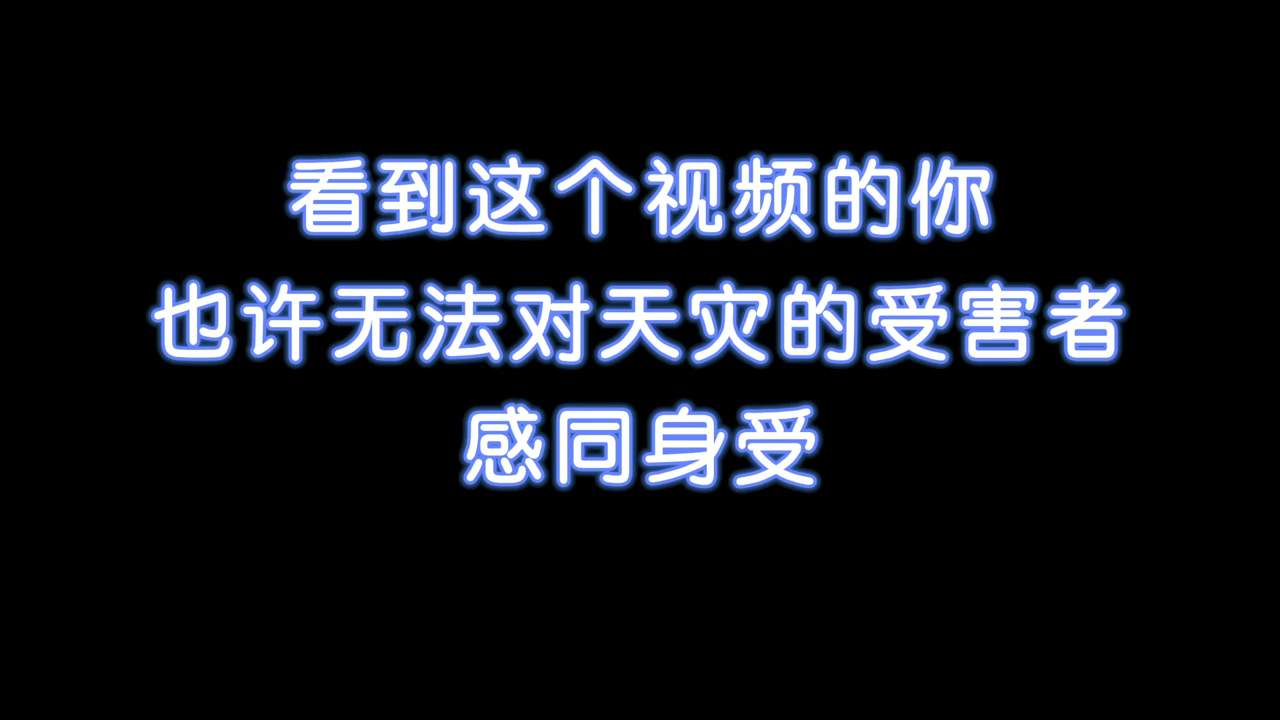 看到这个视频的你
也许无法对天灾的受害者
感同身受